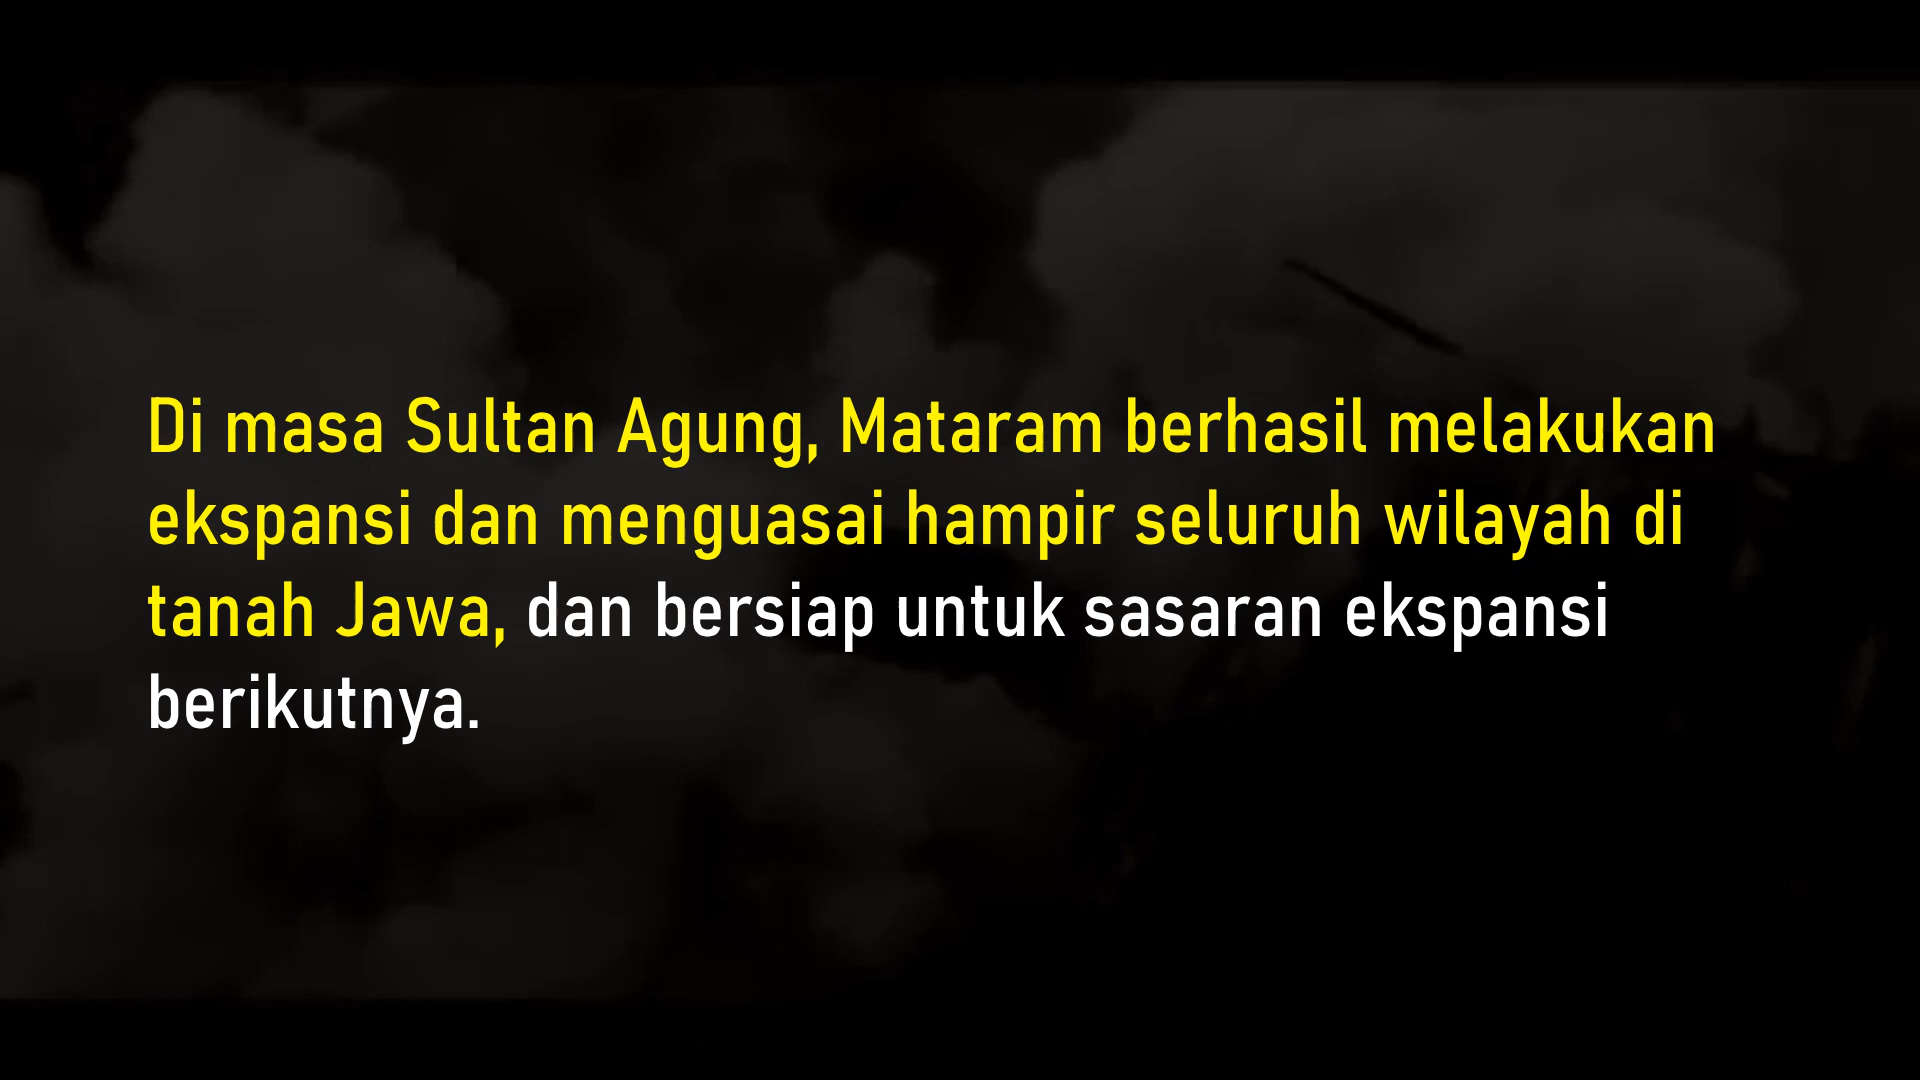 Di masa Sultan Agung, Mataram berhasil melakukan
ekspansi dan menguasai hampir seluruh wilayah di
tanah Jawa, dan bersiap untuk sasaran ekspansi
berikutnya.